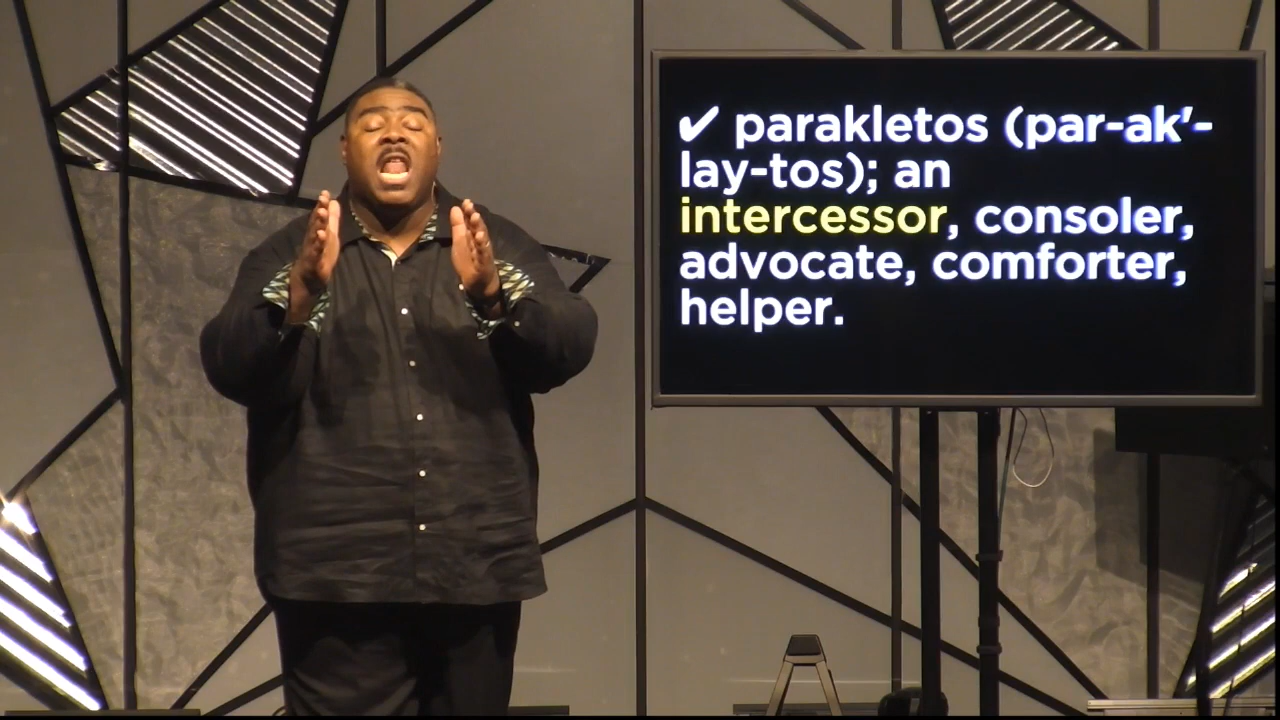 ✔ parakletos (par-ak'-
lay-tos); an
intercessor, consoler,
advocate, comforter,
helper.